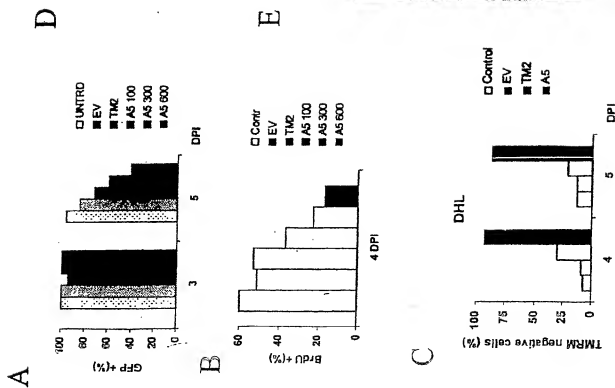 A
GFP +(%)
100
80
60
40
20
0
3
5
DPI
UNTRD
EV
TM2
A5 100
A5 300
A5 600
D
B
BrdU +(%)
60
40
20
0
4 DPI
Contr
EV
TM2
A5 100
A5 300
A5 600
E
C
DHL
TMRM negative cells (%)
100
75
50
25
0
4
5
DPI
Control
EV
TM2
A5